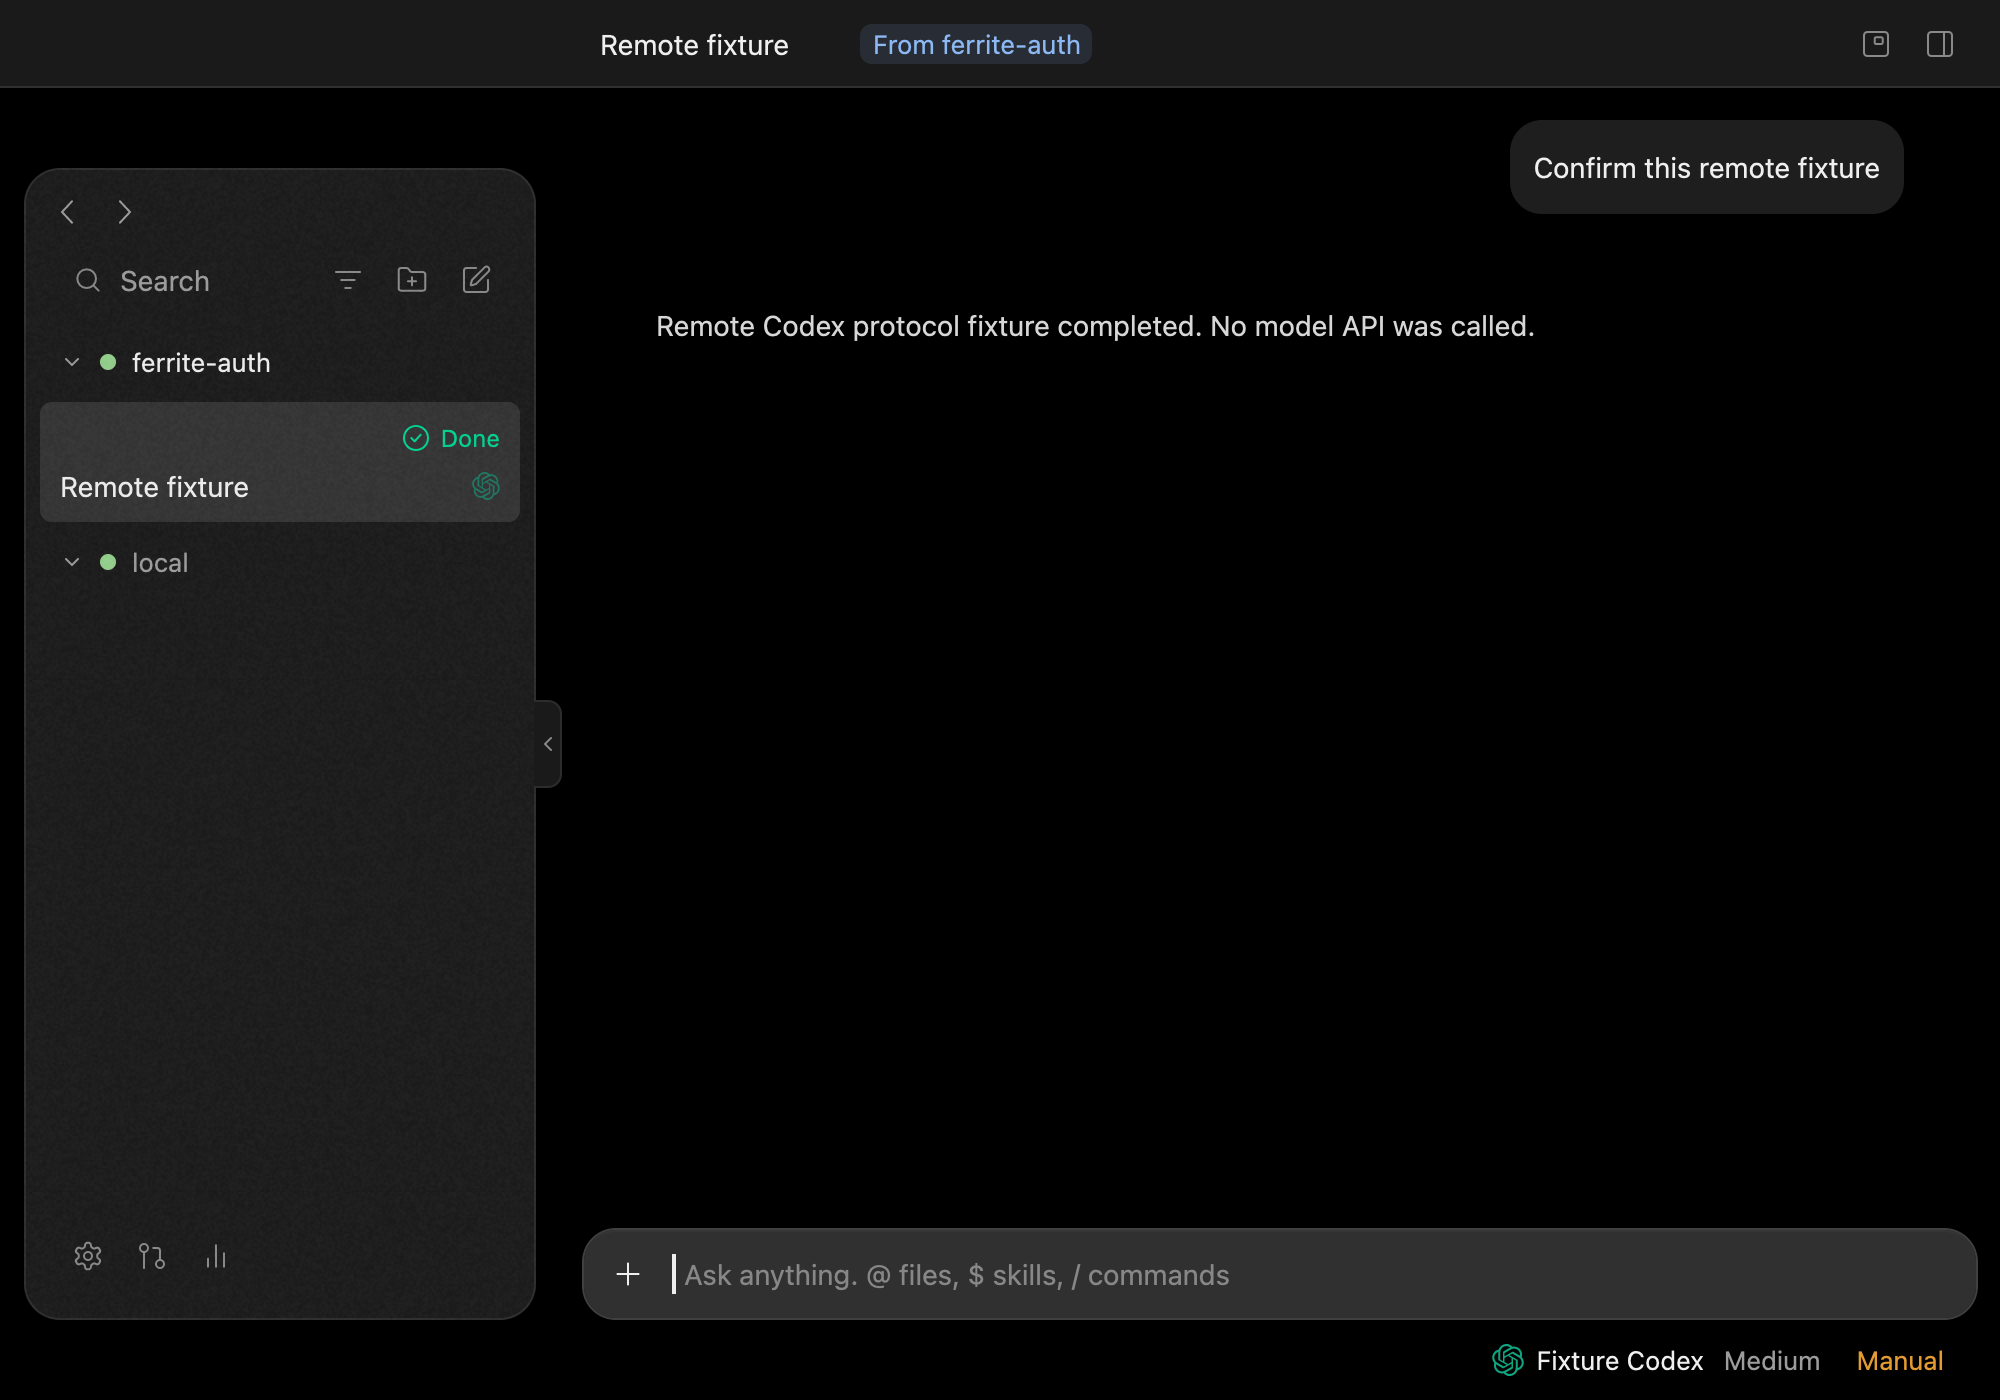 Remote fixture
From ferrite-auth
Confirm this remote fixture
Search
ferrite-auth
Done
Remote fixture
local
Remote Codex protocol fixture completed. No model API was called.
Ask anything. @ files, $ skills, / commands
Fixture Codex Medium Manual